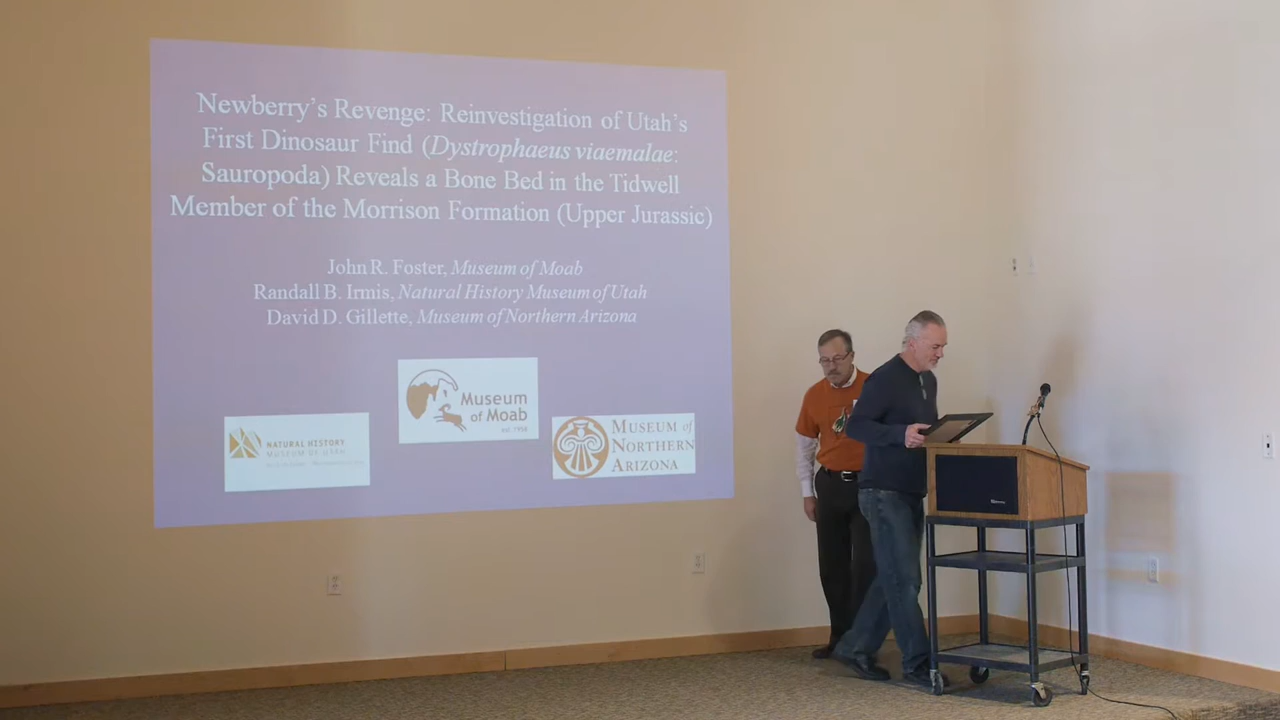 Newberry's Revenge: Reinvestigation of Utah's
First Dinosaur Find (Dystrophaeus viaemalae:
Sauropoda) Reveals a Bone Bed in the Tidwell
Member of the Morrison Formation (Upper Jurassic)
John R. Foster, Museum of Moab
Randall B. Irmis, Natural History Museum of Utah
David D. Gillette, Museum of Northern Arizona
Museum
of Moab
est. 1958
NATURAL HISTORY
MUSEUM OF UTAH
MUSEUM of
NORTHERN
ARIZONA